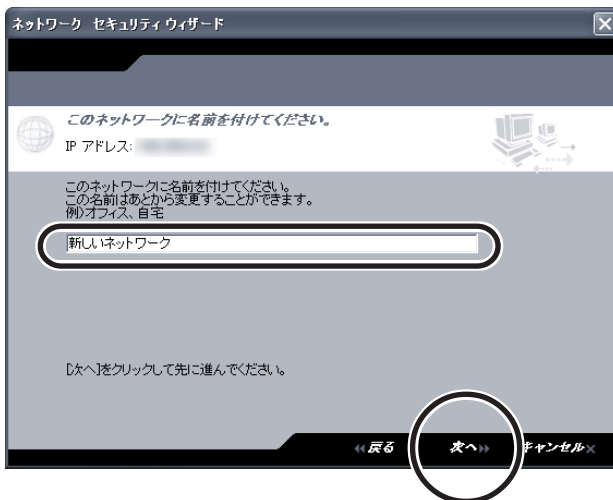 ネットワーク セキュリティ ウィザード
このネットワークに名前を付けてください。
IP アドレス:
このネットワークに名前を付けてください。
この名前はあとから変更することができます。
例)オフィス、自宅
新しいネットワーク
[次へ]をクリックして先に進んでください。
戻る 次へ キャンセル